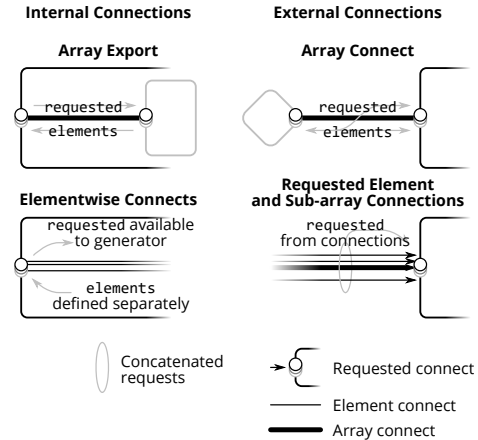 Internal Connections
External Connections
Array Export
Array Connect
requested
elements
requested
elements
Elementwise Connects
requested available
to generator
elements
defined separately
Requested Element
and Sub-array Connections
requested
from connections
Concatenated
requests
Requested connect
Element connect
Array connect